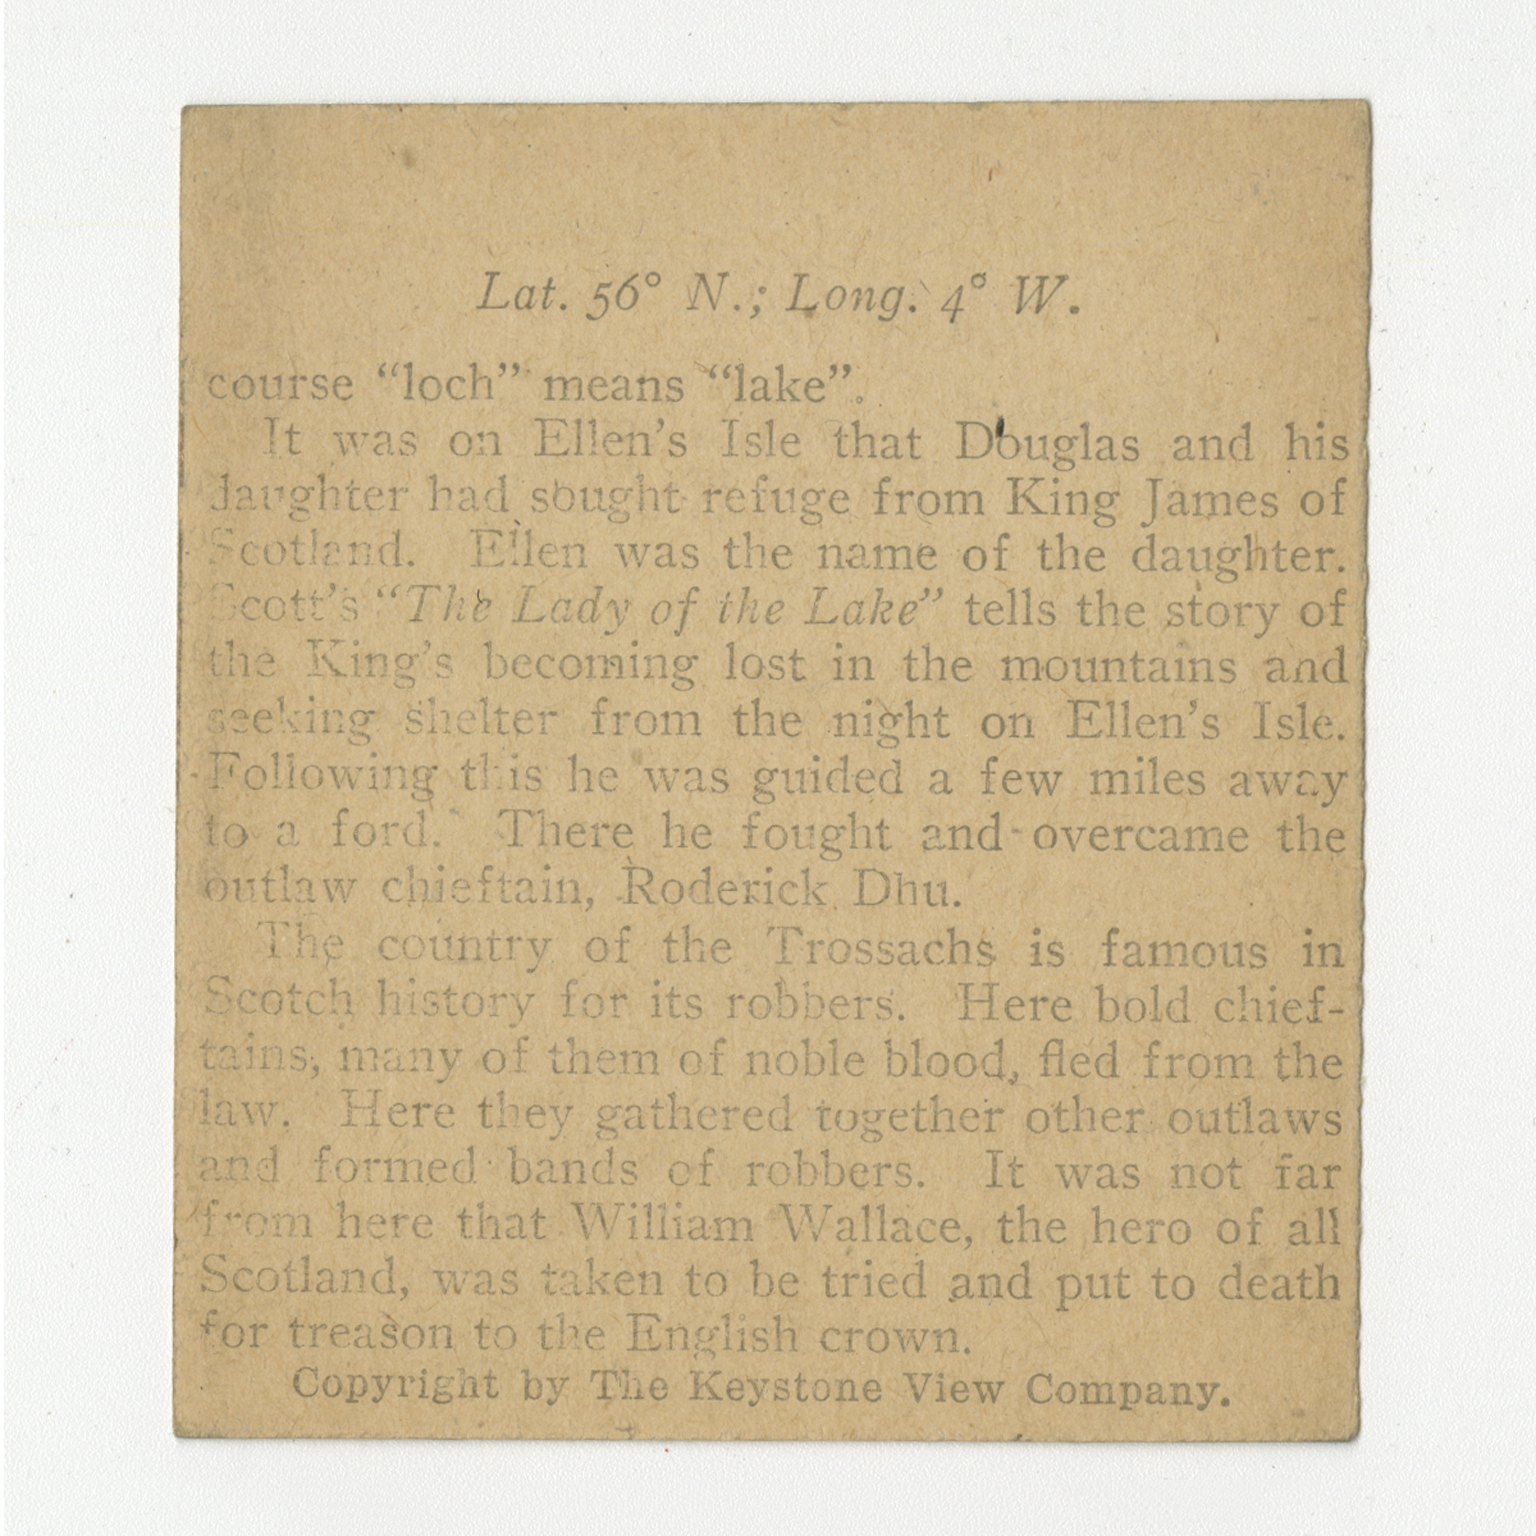 Lat. 56° N.; Long. 4° W.
course “loch” means “lake”.
It was on Ellen’s Isle that Douglas and his
daughter had sought refuge from King James of
Scotland. Ellen was the name of the daughter.
Scott’s “The Lady of the Lake” tells the story of
the King’s becoming lost in the mountains and
seeking shelter from the night on Ellen’s Isle.
Following this he was guided a few miles away
to a ford. There he fought and overcame the
outlaw chieftain, Roderick Dhu.
The country of the Trossachs is famous in
Scotch history for its robbers. Here bold chief-
tains, many of them of noble blood, fled from the
law. Here they gathered together other outlaws
and formed bands of robbers. It was not far
from here that William Wallace, the hero of all
Scotland, was taken to be tried and put to death
for treason to the English crown.
Copyright by The Keystone View Company.